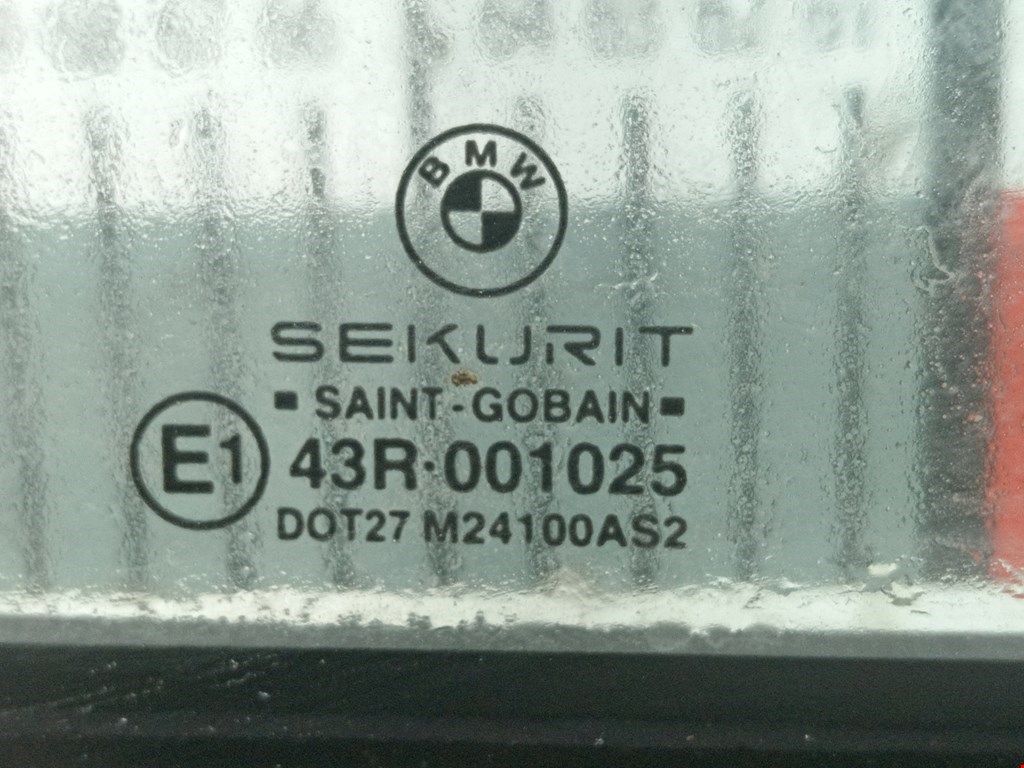 BMW
SEKURIT
SAINT-GOBAIN
E1
43R·001025
DOT27 M24100AS2